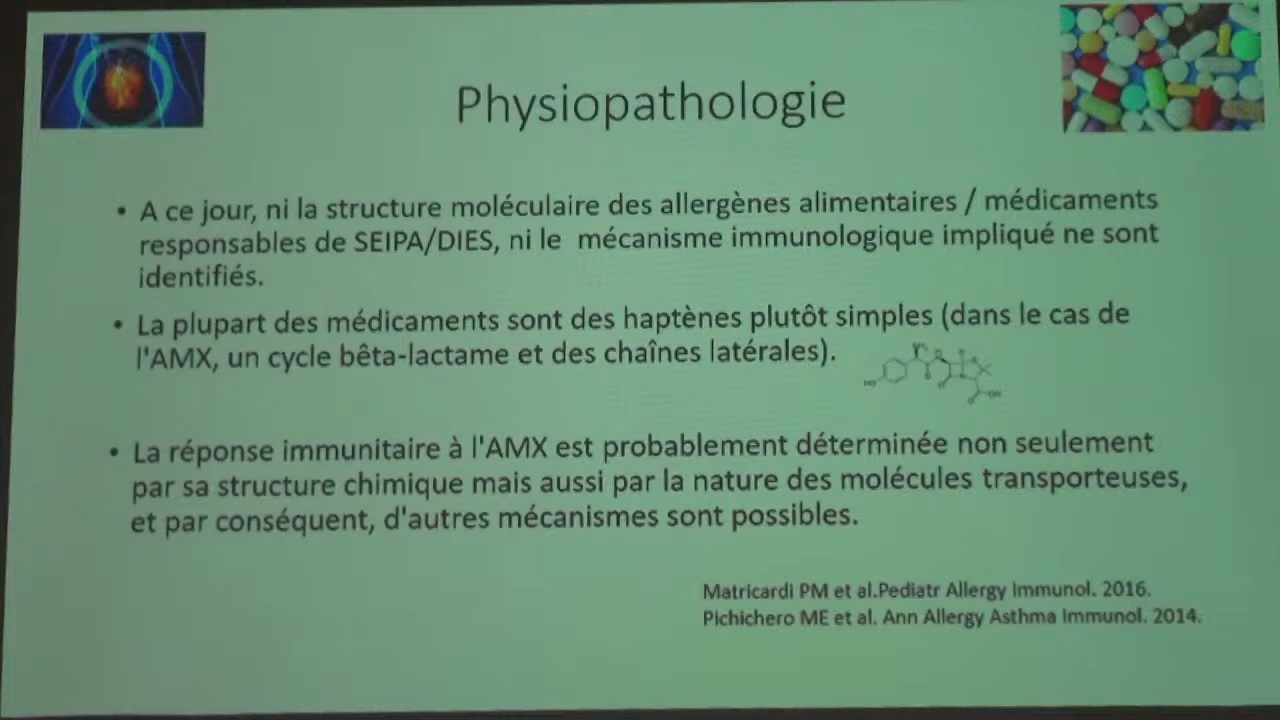 Physiopathologie
• A ce jour, ni la structure moléculaire des allergènes alimentaires / médicaments
responsables de SEIPA/DIES, ni le mécanisme immunologique impliqué ne sont
identifiés.
• La plupart des médicaments sont des haptènes plutôt simples (dans le cas de
l'AMX, un cycle bêta-lactame et des chaînes latérales).
HO
• La réponse immunitaire à l'AMX est probablement déterminée non seulement
par sa structure chimique mais aussi par la nature des molécules transporteuses,
et par conséquent, d'autres mécanismes sont possibles.
Matricardi PM et al.Pediatr Allergy Immunol. 2016.
Pichichero ME et al. Ann Allergy Asthma Immunol. 2014.